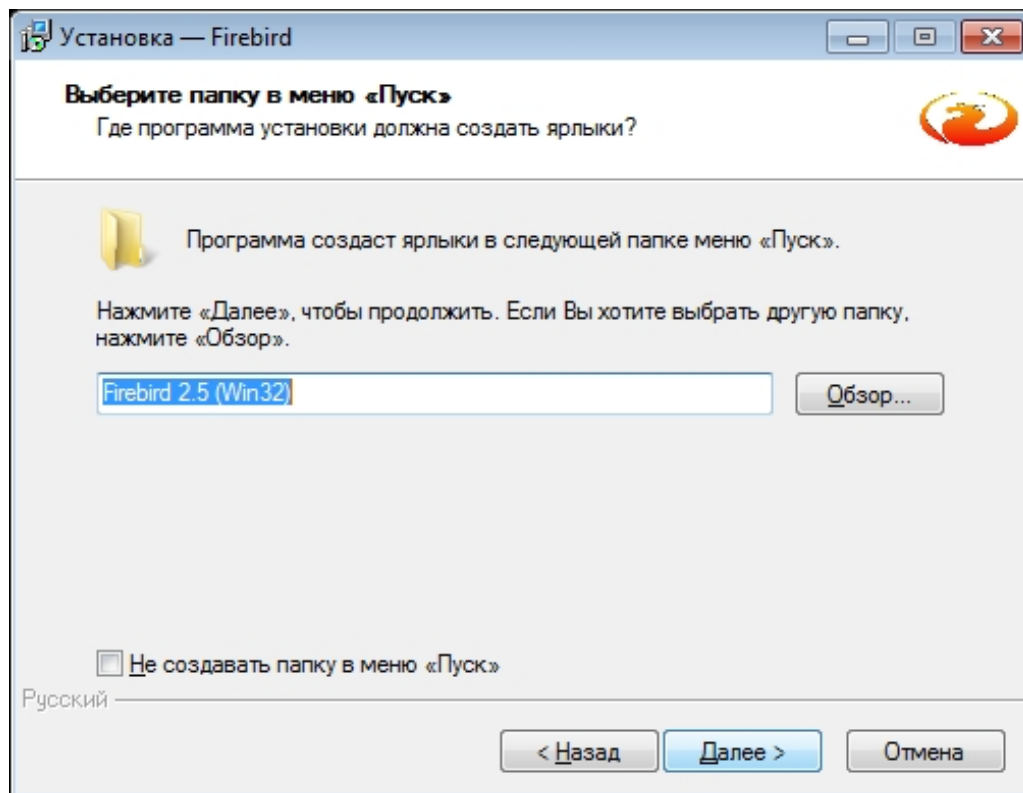 Установка — Firebird
Выберите папку в меню «Пуск»
Где программа установки должна создать ярлыки?
Программа создаст ярлыки в следующей папке меню «Пуск».
Нажмите «Далее», чтобы продолжить. Если Вы хотите выбрать другую папку,
нажмите «Обзор».
Firebird 2.5 (Win32)
Обзор...
Не создавать папку в меню «Пуск»
Русский
< Назад
Далее >
Отмена